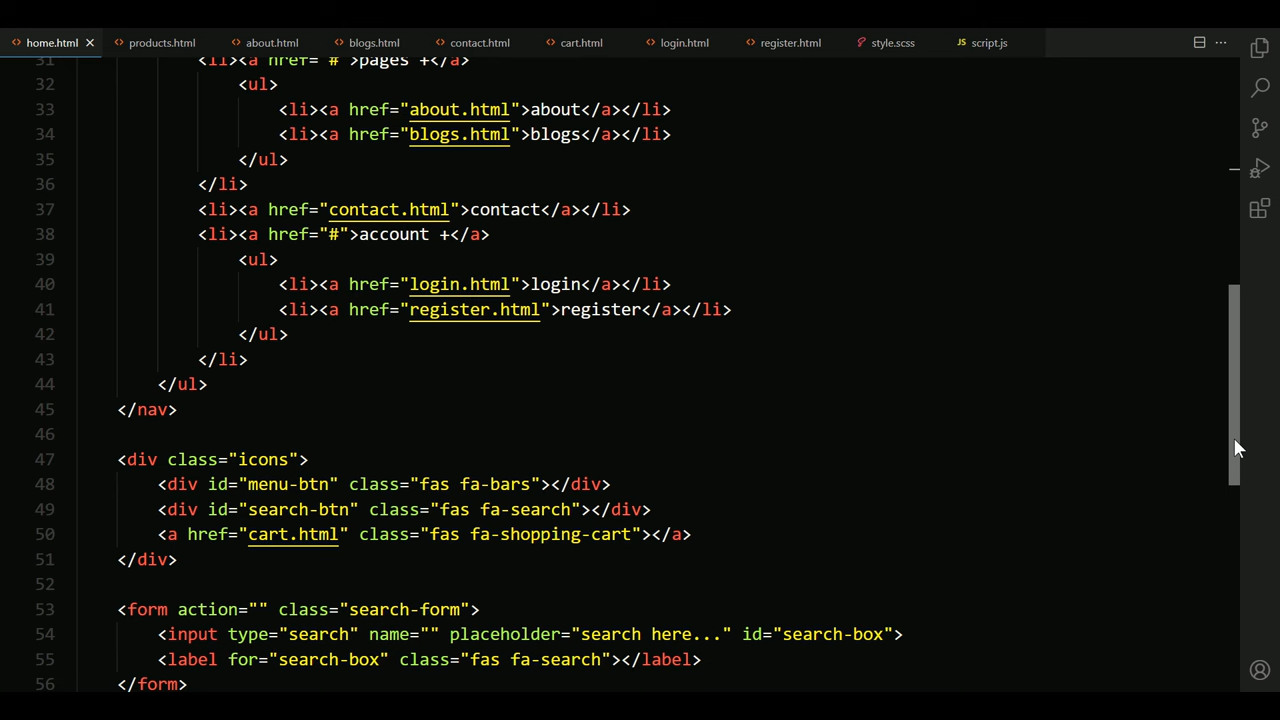 home.html products.html about.html blogs.html contact.html cart.html login.html register.html style.scss JS script.js
31 <li><a href="#">pages +</a>
32 <ul>
33 <li><a href="about.html">about</a></li>
34 <li><a href="blogs.html">blogs</a></li>
35 </ul>
36 </li>
37 <li><a href="contact.html">contact</a></li>
38 <li><a href="#">account +</a>
39 <ul>
40 <li><a href="login.html">login</a></li>
41 <li><a href="register.html">register</a></li>
42 </ul>
43 </li>
44 </ul>
45 </nav>
46
47 <div class="icons">
48 <div id="menu-btn" class="fas fa-bars"></div>
49 <div id="search-btn" class="fas fa-search"></div>
50 <a href="cart.html" class="fas fa-shopping-cart"></a>
51 </div>
52
53 <form action="" class="search-form">
54 <input type="search" name="" placeholder="search here..." id="search-box">
55 <label for="search-box" class="fas fa-search"></label>
56 </form>